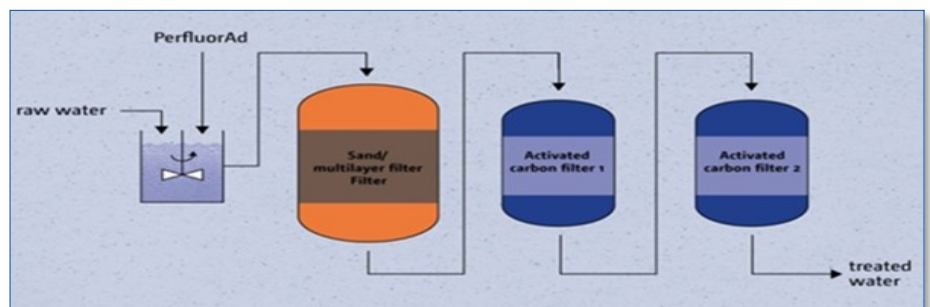 PerfluorAd
raw water
Sand/
multilayer filter
Filter
Activated
carbon filter 1
Activated
carbon filter 2
treated
water